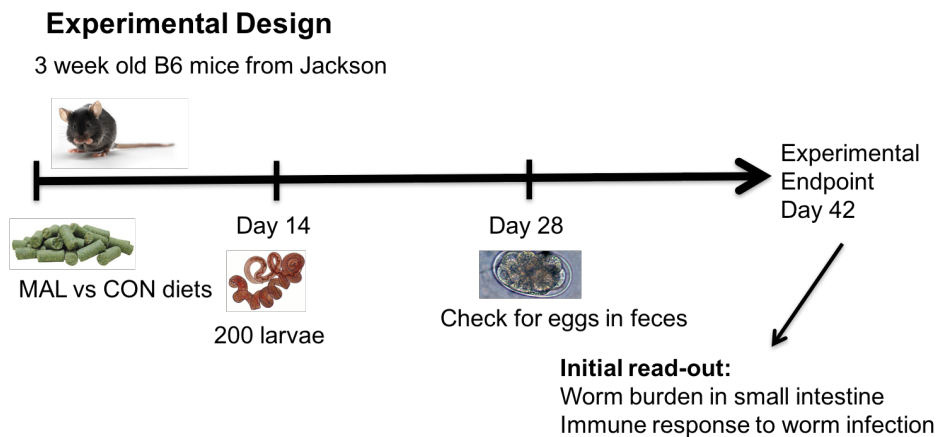 Experimental Design
3 week old B6 mice from Jackson
Experimental
Endpoint
Day 42
Day 14
Day 28
MAL vs CON diets
200 larvae
Check for eggs in feces
Initial read-out:
Worm burden in small intestine
Immune response to worm infection